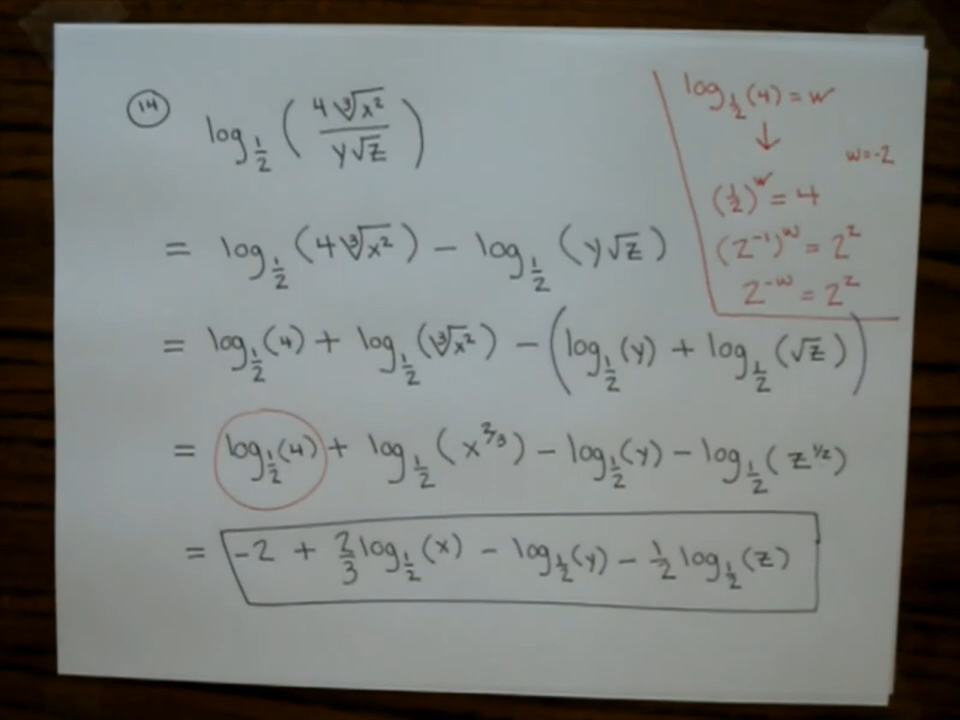 14
log_{1/2} ( 4∛x² / y√z )
= log_{1/2} (4∛x²) − log_{1/2} (y√z)
= log_{1/2} (4) + log_{1/2} (∛x²) − (log_{1/2} (y) + log_{1/2} (√z))
= log_{1/2} (4) + log_{1/2} (x^{2/3}) − log_{1/2} (y) − log_{1/2} (z^{1/2})
= −2 + 2/3 log_{1/2} (x) − log_{1/2} (y) − 1/2 log_{1/2} (z)
log_{1/2} (4) = w
↓
w = -2
(1/2)^w = 4
(2^{-1})^w = 2²
2^{-w} = 2²